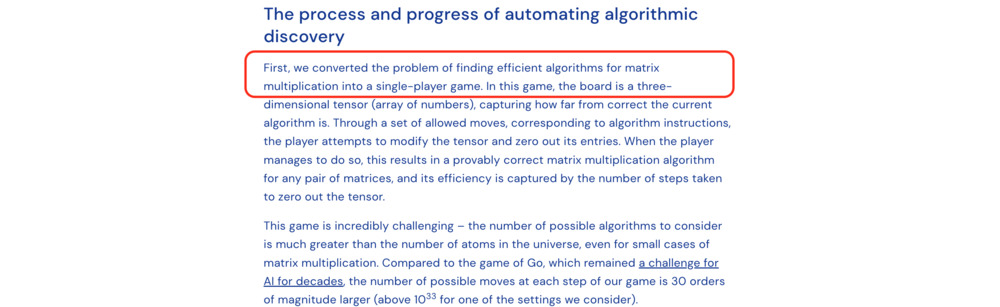 The process and progress of automating algorithmic
discovery
First, we converted the problem of finding efficient algorithms for matrix
multiplication into a single-player game. In this game, the board is a three-
dimensional tensor (array of numbers), capturing how far from correct the current
algorithm is. Through a set of allowed moves, corresponding to algorithm instructions,
the player attempts to modify the tensor and zero out its entries. When the player
manages to do so, this results in a provably correct matrix multiplication algorithm
for any pair of matrices, and its efficiency is captured by the number of steps taken
to zero out the tensor.
This game is incredibly challenging – the number of possible algorithms to consider
is much greater than the number of atoms in the universe, even for small cases of
matrix multiplication. Compared to the game of Go, which remained a challenge for
AI for decades, the number of possible moves at each step of our game is 30 orders
of magnitude larger (above 10³³ for one of the settings we consider).